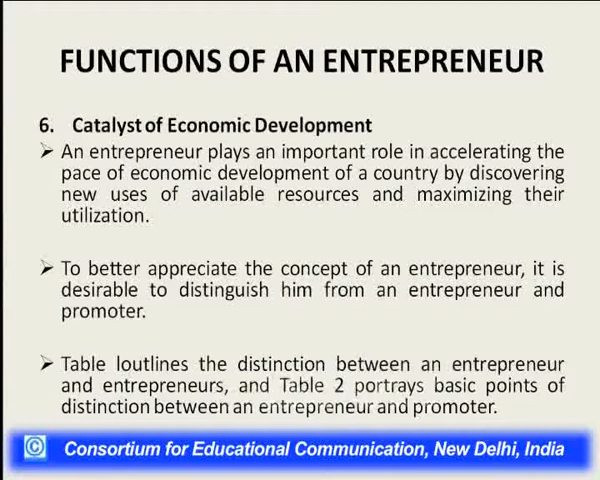 FUNCTIONS OF AN ENTREPRENEUR
6. Catalyst of Economic Development
➢ An entrepreneur plays an important role in accelerating the
pace of economic development of a country by discovering
new uses of available resources and maximizing their
utilization.
➢ To better appreciate the concept of an entrepreneur, it is
desirable to distinguish him from an entrepreneur and
promoter.
➢ Table loutlines the distinction between an entrepreneur
and entrepreneurs, and Table 2 portrays basic points of
distinction between an entrepreneur and promoter.
© Consortium for Educational Communication, New Delhi, India